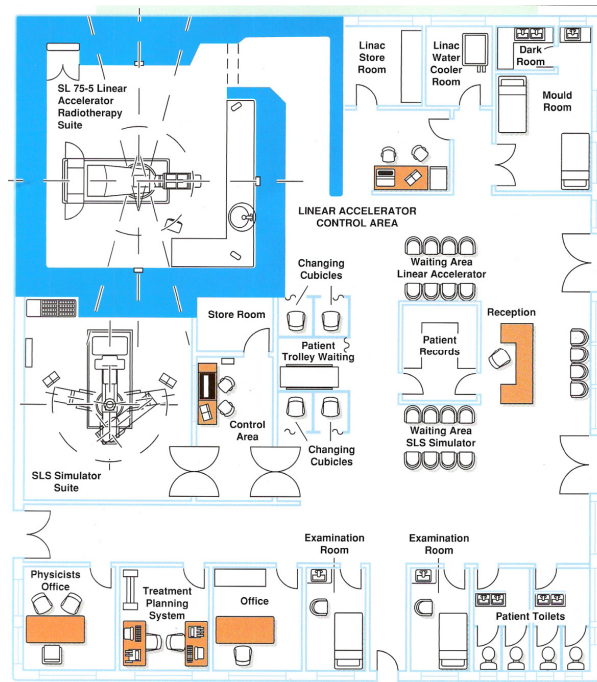 SL 75-5 Linear
Accelerator
Radiotherapy
Suite
Linac
Store
Room
Linac
Water
Cooler
Room
Dark
Room
Mould
Room
LINEAR ACCELERATOR
CONTROL AREA
Changing
Cubicles
Waiting Area
Linear Accelerator
Store Room
Reception
Patient
Trolley Waiting
Patient
Records
Control
Area
Waiting Area
SLS Simulator
Changing
Cubicles
SLS Simulator
Suite
Examination
Room
Examination
Room
Physicists
Office
Treatment
Planning
System
Office
Patient Toilets